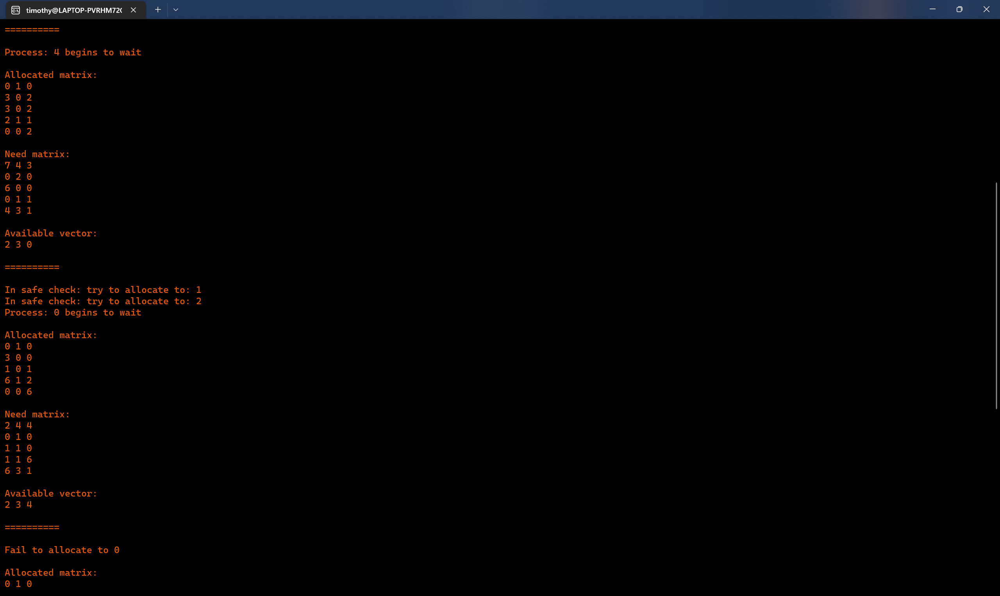 timothy@LAPTOP-PVRHM72
==========
Process: 4 begins to wait
Allocated matrix:
0 1 0
3 0 2
3 0 2
2 1 1
0 0 2
Need matrix:
7 4 3
0 2 0
6 0 0
0 1 1
4 3 1
Available vector:
2 3 0
==========
In safe check: try to allocate to: 1
In safe check: try to allocate to: 2
Process: 0 begins to wait
Allocated matrix:
0 1 0
3 0 0
1 0 1
6 1 2
0 0 6
Need matrix:
2 4 4
0 1 0
1 1 0
1 1 6
6 3 1
Available vector:
2 3 4
==========
Fail to allocate to 0
Allocated matrix:
0 1 0